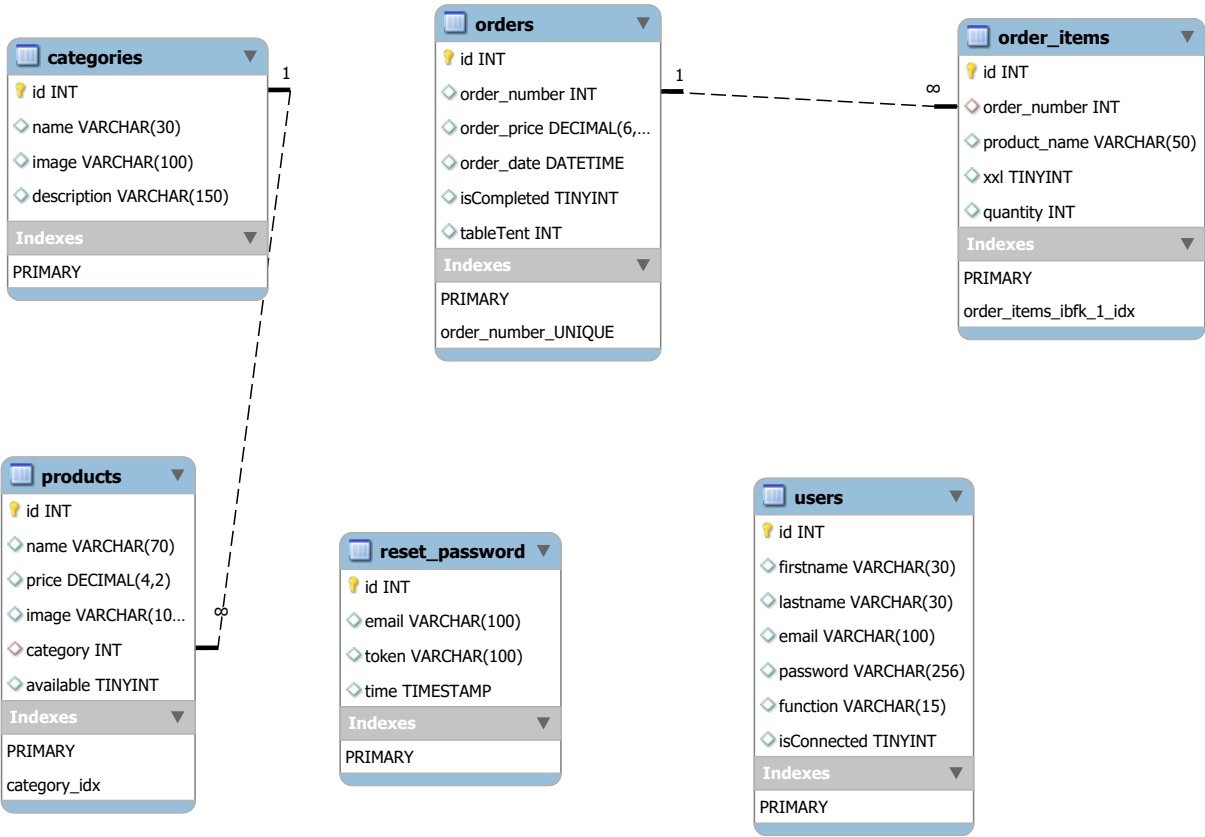 categories
id INT
name VARCHAR(30)
image VARCHAR(100)
description VARCHAR(150)
Indexes
PRIMARY
1
orders
id INT
order_number INT
order_price DECIMAL(6,...
order_date DATETIME
isCompleted TINYINT
tableTent INT
Indexes
PRIMARY
order_number_UNIQUE
1
∞
order_items
id INT
order_number INT
product_name VARCHAR(50)
xxl TINYINT
quantity INT
Indexes
PRIMARY
order_items_ibfk_1_idx
products
id INT
name VARCHAR(70)
price DECIMAL(4,2)
image VARCHAR(10...
category INT
available TINYINT
Indexes
PRIMARY
category_idx
∞
reset_password
id INT
email VARCHAR(100)
token VARCHAR(100)
time TIMESTAMP
Indexes
PRIMARY
users
id INT
firstname VARCHAR(30)
lastname VARCHAR(30)
email VARCHAR(100)
password VARCHAR(256)
function VARCHAR(15)
isConnected TINYINT
Indexes
PRIMARY